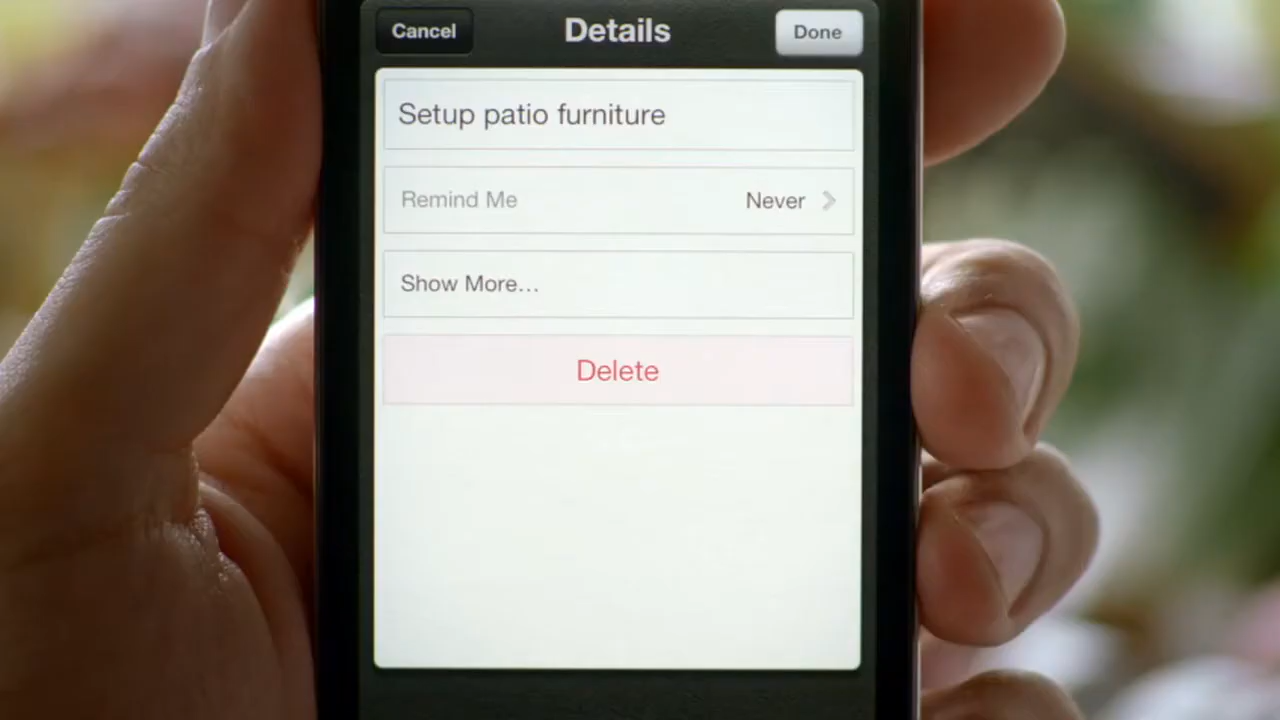 Cancel Details Done
Setup patio furniture
Remind Me Never
Show More...
Delete